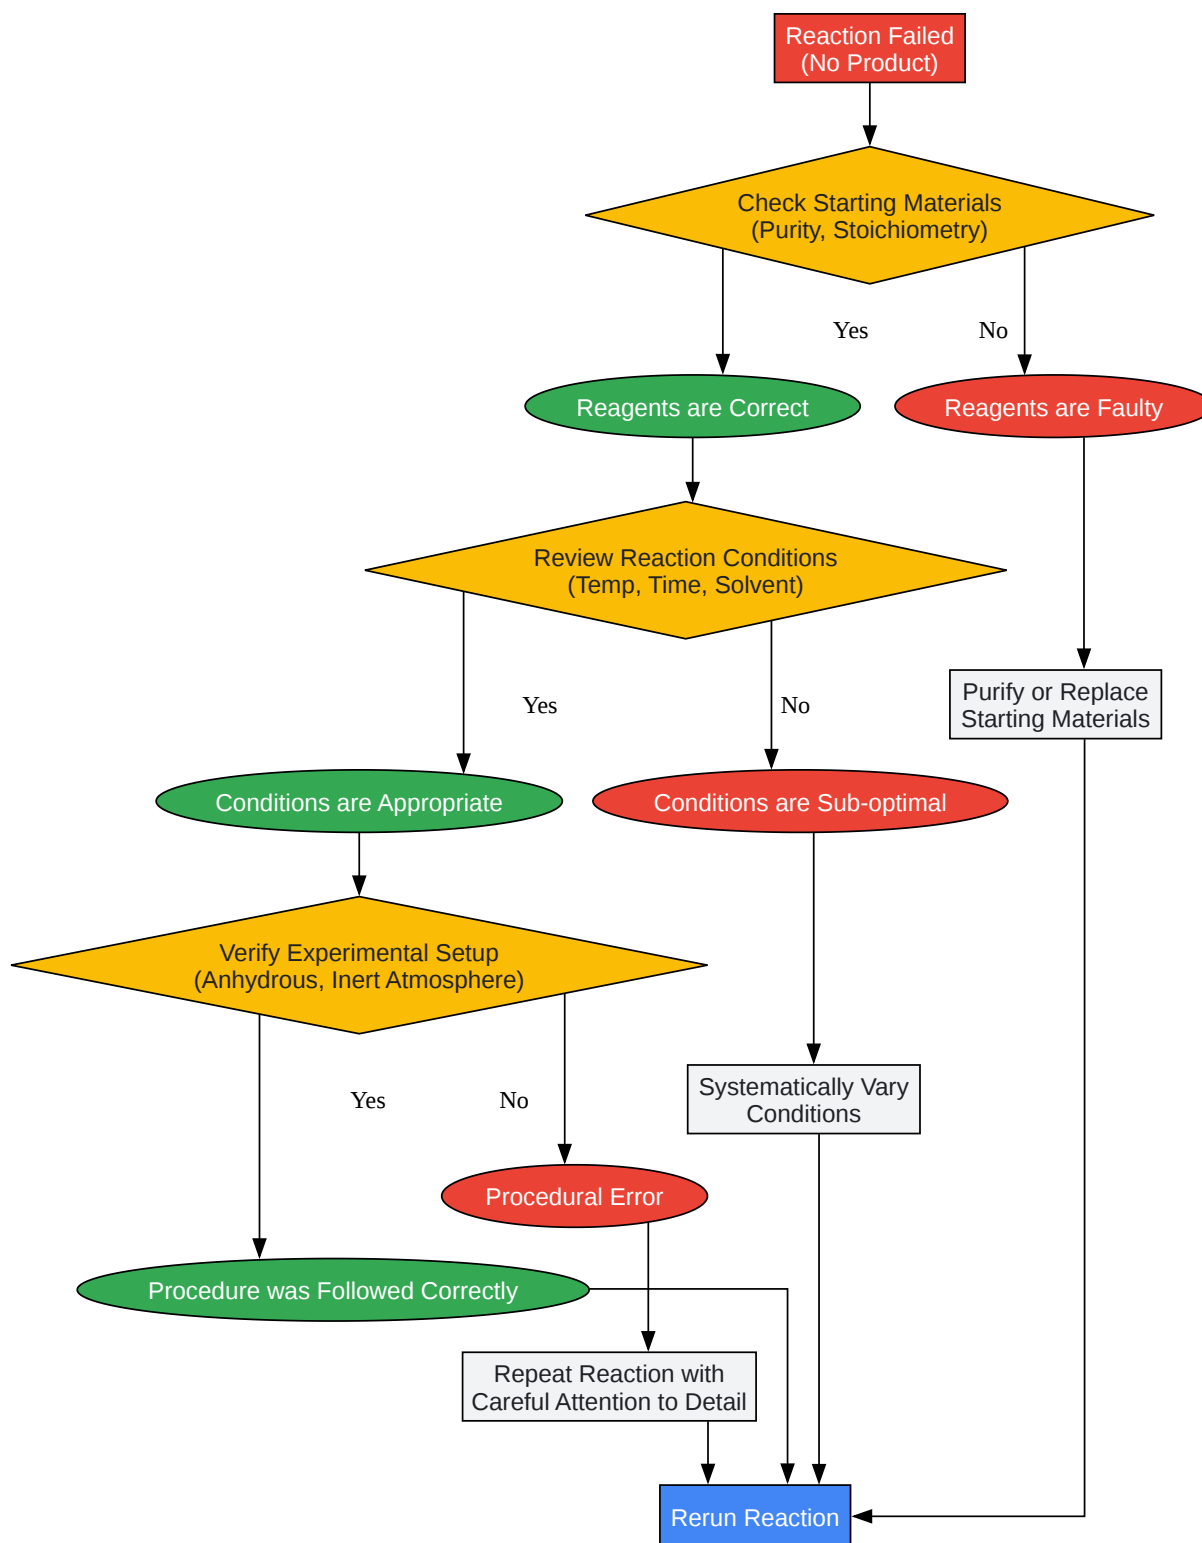 Reaction Failed
(No Product)
Check Starting Materials
(Purity, Stoichiometry)
Yes
No
Reagents are Correct
Reagents are Faulty
Review Reaction Conditions
(Temp, Time, Solvent)
Purify or Replace
Starting Materials
Yes
No
Conditions are Appropriate
Conditions are Sub-optimal
Verify Experimental Setup
(Anhydrous, Inert Atmosphere)
Systematically Vary
Conditions
Yes
No
Procedural Error
Procedure was Followed Correctly
Repeat Reaction with
Careful Attention to Detail
Rerun Reaction